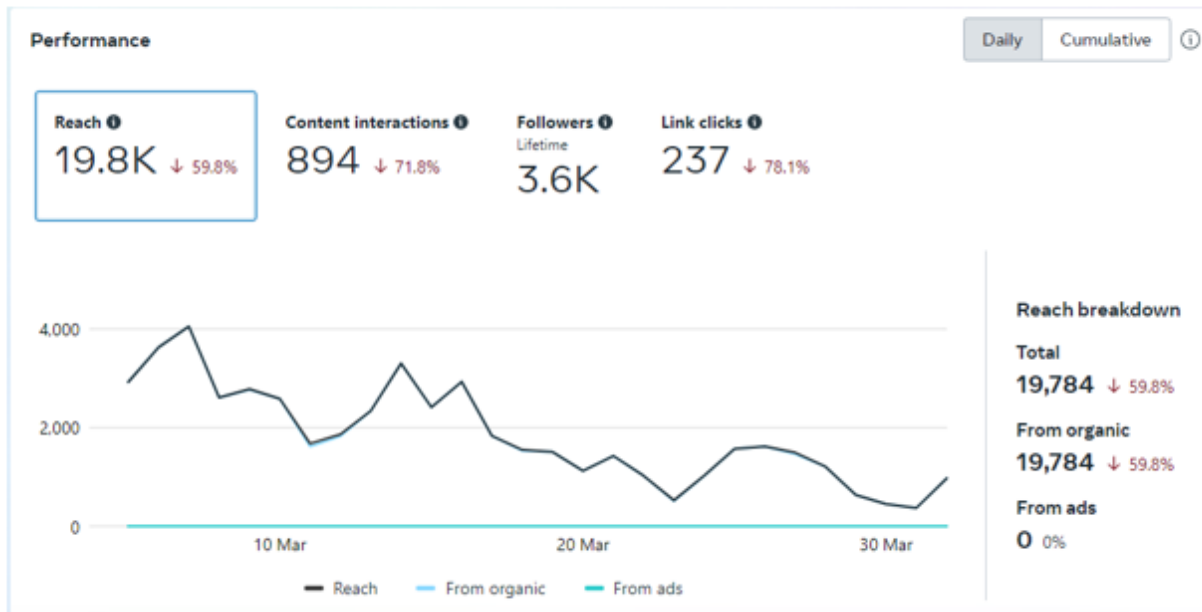 Performance
Daily Cumulative
Reach Content interactions Followers Link clicks
Lifetime
19.8K ↓ 59.8% 894 ↓ 71.8% 3.6K 237 ↓ 78.1%
4,000
2,000
0
10 Mar 20 Mar 30 Mar
Reach From organic From ads
Reach breakdown
Total
19,784 ↓ 59.8%
From organic
19,784 ↓ 59.8%
From ads
0 0%